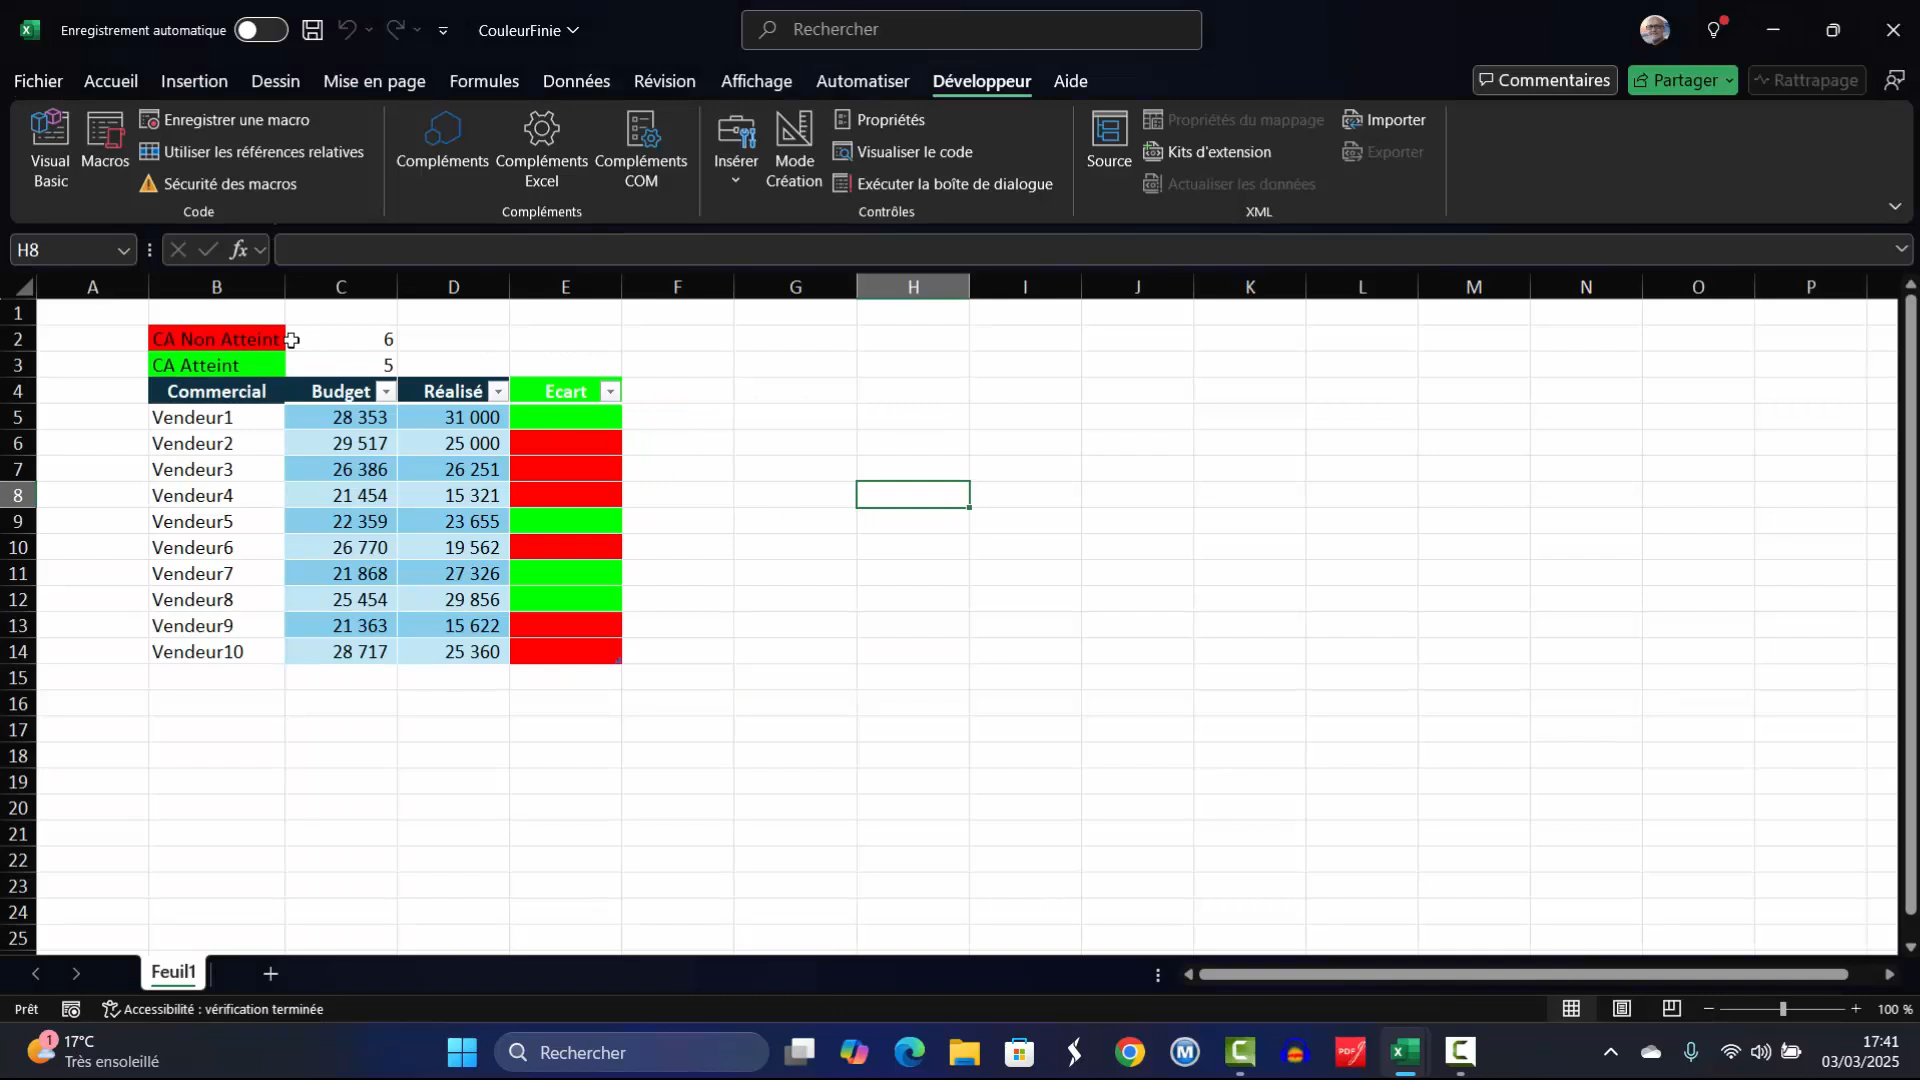 Enregistrement automatique
CouleurFinie
Rechercher
Fichier Accueil Insertion Dessin Mise en page Formules Données Révision Affichage Automatiser Développeur Aide
Commentaires Partager Rattrapage
Visual Basic
Macros
Enregistrer une macro
Utiliser les références relatives
Sécurité des macros
Code
Compléments
Compléments Excel
Compléments COM
Compléments
Insérer
Mode Création
Propriétés
Visualiser le code
Exécuter la boîte de dialogue
Contrôles
Source
Propriétés du mappage
Kits d'extension
Actualiser les données
Importer
Exporter
XML
H8 fx
A B C D E F G H I J K L M N O P
1
2 CA Non Atteint 6
3 CA Atteint 5
4 Commercial Budget Réalisé Ecart
5 Vendeur1 28 353 31 000
6 Vendeur2 29 517 25 000
7 Vendeur3 26 386 26 251
8 Vendeur4 21 454 15 321
9 Vendeur5 22 359 23 655
10 Vendeur6 26 770 19 562
11 Vendeur7 21 868 27 326
12 Vendeur8 25 454 29 856
13 Vendeur9 21 363 15 622
14 Vendeur10 28 717 25 360
15
16
17
18
19
20
21
22
23
24
25
Feuil1
Prêt Accessibilité : vérification terminée 100 %
1 17°C
Très ensoleillé
Rechercher
PDF
17:41
03/03/2025